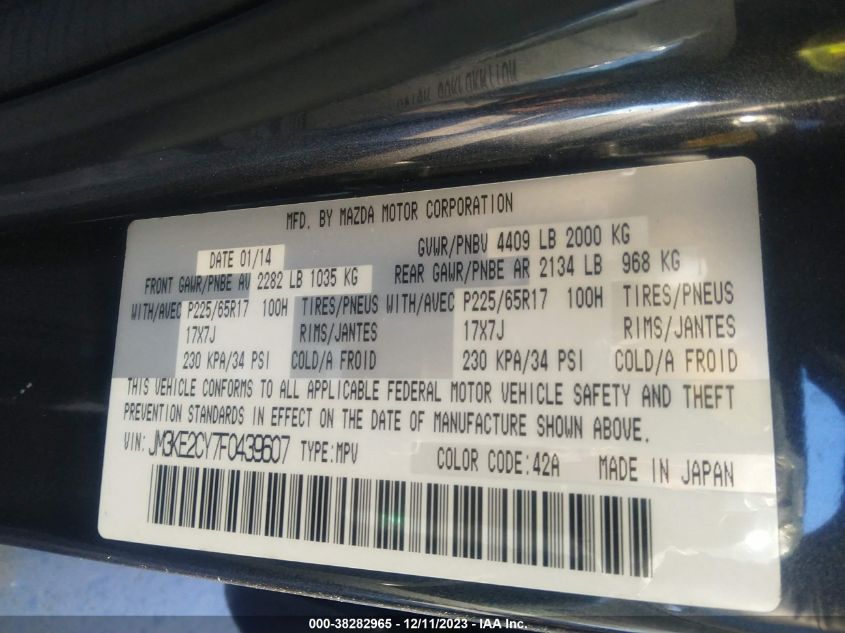 MFD. BY MAZDA MOTOR CORPORATION
DATE 01/14 GVWR/PNBV 4409 LB 2000 KG
FRONT GAWR/PNBE AV 2282 LB 1035 KG REAR GAWR/PNBE AR 2134 LB 968 KG
WITH/AVEC P225/65R17 100H TIRES/PNEUS WITH/AVEC P225/65R17 100H TIRES/PNEUS
17X7J RIMS/JANTES 17X7J RIMS/JANTES
230 KPA/34 PSI COLD/A FROID 230 KPA/34 PSI COLD/A FROID
THIS VEHICLE CONFORMS TO ALL APPLICABLE FEDERAL MOTOR VEHICLE SAFETY AND THEFT
PREVENTION STANDARDS IN EFFECT ON THE DATE OF MANUFACTURE SHOWN ABOVE.
VIN: JM3KE2CY7F0439607 TYPE:MPV COLOR CODE:42A MADE IN JAPAN
000-38282965 - 12/11/2023 - IAA Inc.